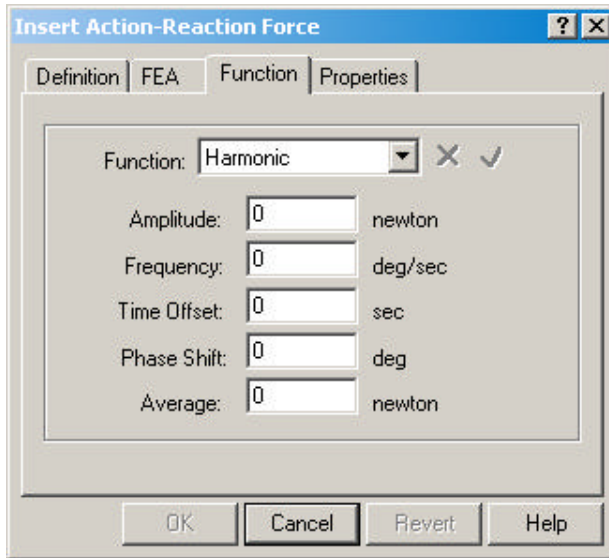 Insert Action-Reaction Force
Definition FEA Function Properties
Function: Harmonic
Amplitude: 0 newton
Frequency: 0 deg/sec
Time Offset: 0 sec
Phase Shift: 0 deg
Average: 0 newton
OK Cancel Revert Help